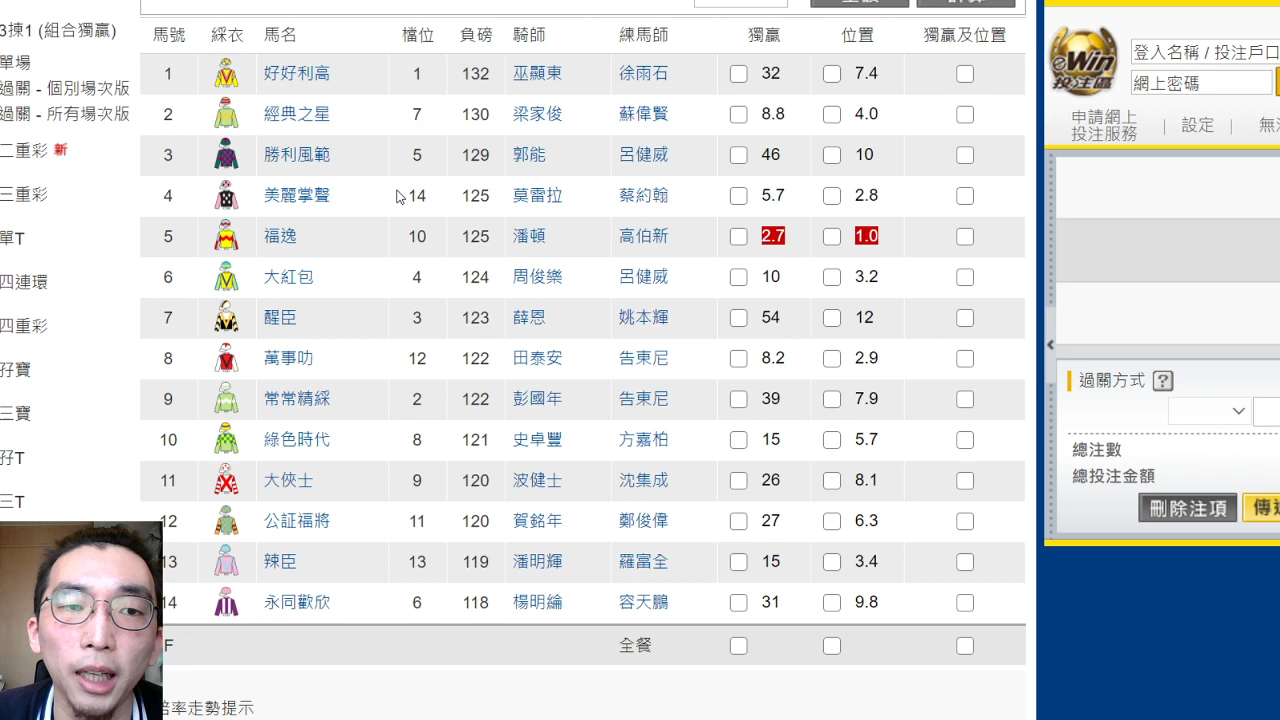 3揀1 (組合獨贏)
單場
過關 - 個別場次版
過關 - 所有場次版
二重彩 新
三重彩
單T
四連環
四重彩
孖寶
三寶
孖T
三T
馬號 綵衣 馬名 檔位 負磅 騎師 練馬師 獨贏 位置 獨贏及位置
1 好好利高 1 132 巫顯東 徐雨石 32 7.4
2 經典之星 7 130 梁家俊 蘇偉賢 8.8 4.0
3 勝利風範 5 129 郭能 呂健威 46 10
4 美麗掌聲 14 125 莫雷拉 蔡約翰 5.7 2.8
5 福逸 10 125 潘頓 高伯新 2.7 1.0
6 大紅包 4 124 周俊樂 呂健威 10 3.2
7 醒臣 3 123 薛恩 姚本輝 54 12
8 萬事叻 12 122 田泰安 告東尼 8.2 2.9
9 常常精綵 2 122 彭國年 告東尼 39 7.9
10 綠色時代 8 121 史卓豐 方嘉柏 15 5.7
11 大俠士 9 120 波健士 沈集成 26 8.1
12 公証福將 11 120 賀銘年 鄭俊偉 27 6.3
13 辣臣 13 119 潘明輝 羅富全 15 3.4
14 永同歡欣 6 118 楊明綸 容天鵬 31 9.8
F 全餐
賠率走勢提示
eWin
投注區
登入名稱 / 投注戶口
網上密碼
申請網上
投注服務 | 設定 |
過關方式 ?
總注數
總投注金額
刪除注項